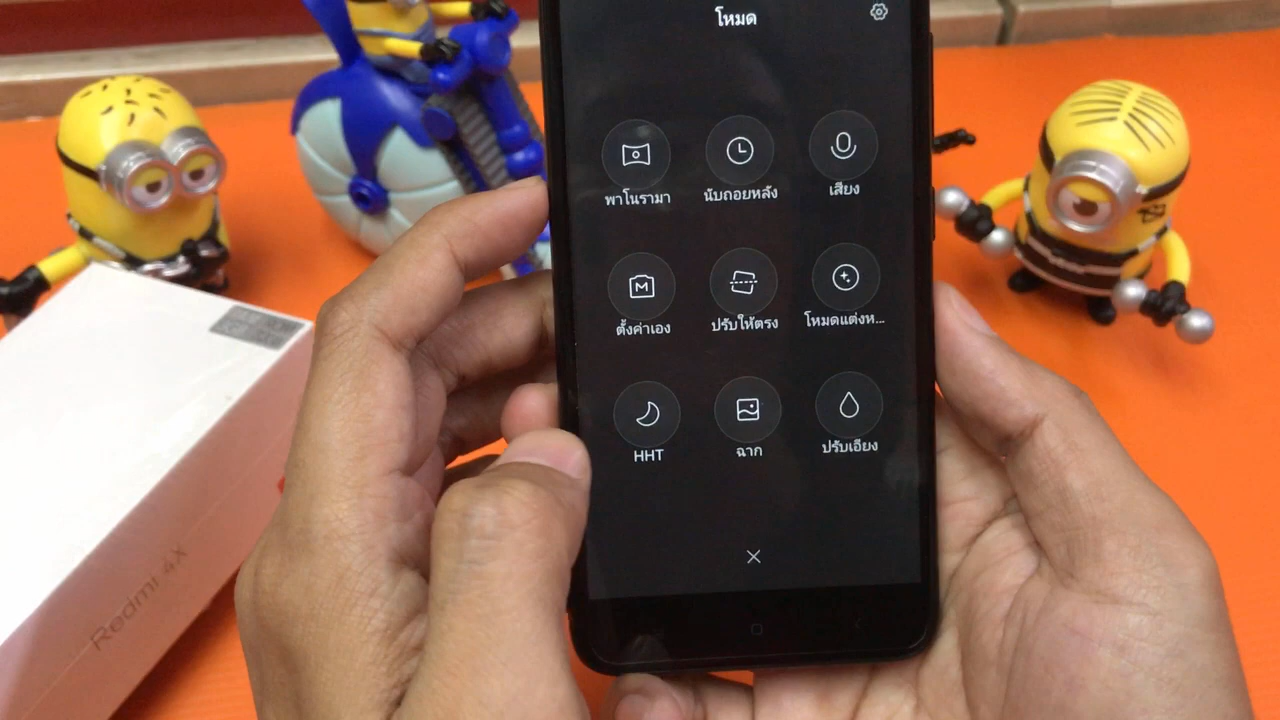 โหมด
พาโนรามา
นับถอยหลัง
เสียง
ตั้งค่าเอง
ปรับให้ตรง
โหมดแต่งห...
HHT
ฉาก
ปรับเอียง
Redmi 4X